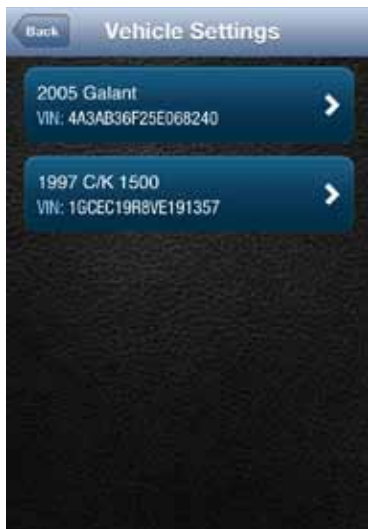 Back
Vehicle Settings
2005 Galant
VIN: 4A3AB36F25E068240
1997 C/K 1500
VIN: 1GCEC19R8VE191357